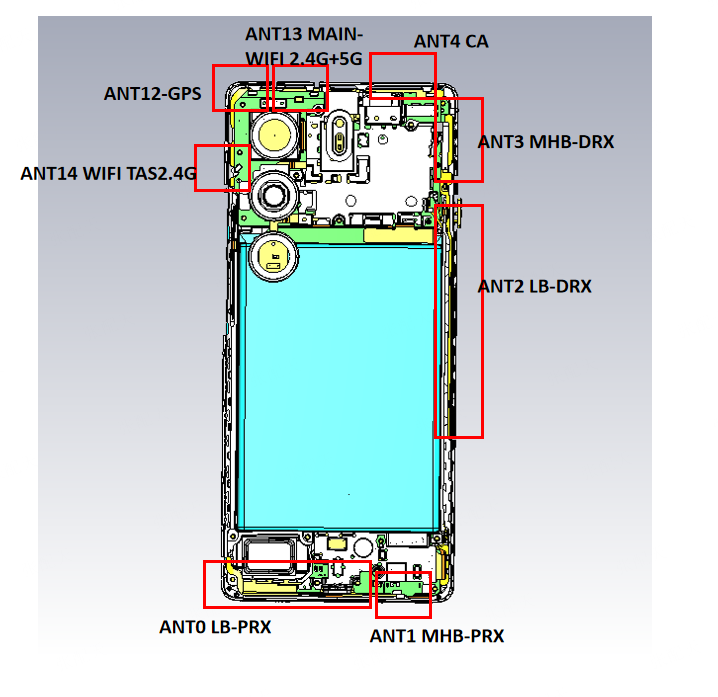 ANT13 MAIN-
WIFI 2.4G+5G
ANT4 CA
ANT12-GPS
ANT3 MHB-DRX
ANT14 WIFI TAS2.4G
ANT2 LB-DRX
ANT0 LB-PRX
ANT1 MHB-PRX